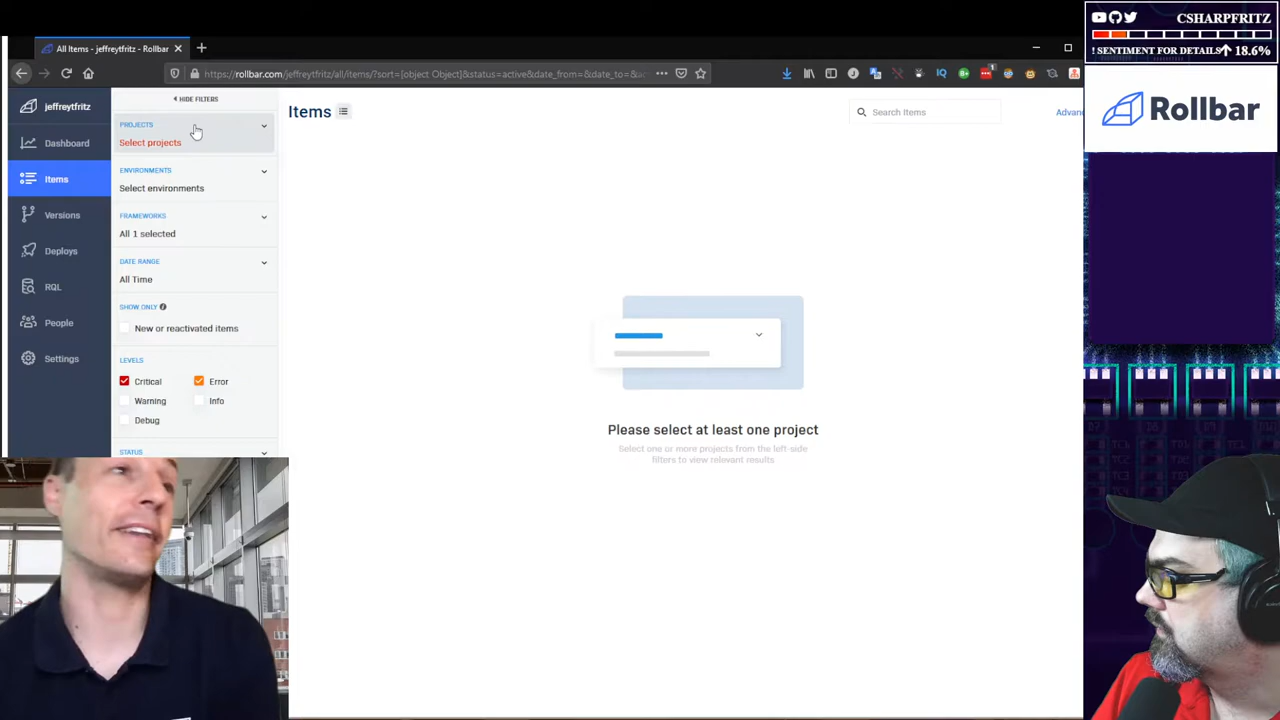 All Items - jeffreytfritz - Rollbar
https://rollbar.com/jeffreytfritz/all/items/?sort=[object Object]&status=active&date_from=&date_to=&
CSHARPFRITZ
! SENTIMENT FOR DETAILS 18.6%
Rollbar
jeffreytfritz
Dashboard
Items
Versions
Deploys
RQL
People
Settings
HIDE FILTERS
PROJECTS
Select projects
ENVIRONMENTS
Select environments
FRAMEWORKS
All 1 selected
DATE RANGE
All Time
SHOW ONLY
New or reactivated items
LEVELS
Critical
Error
Warning
Info
Debug
STATUS
Items
Search Items
Advan
Please select at least one project
Select one or more projects from the left-side
filters to view relevant results